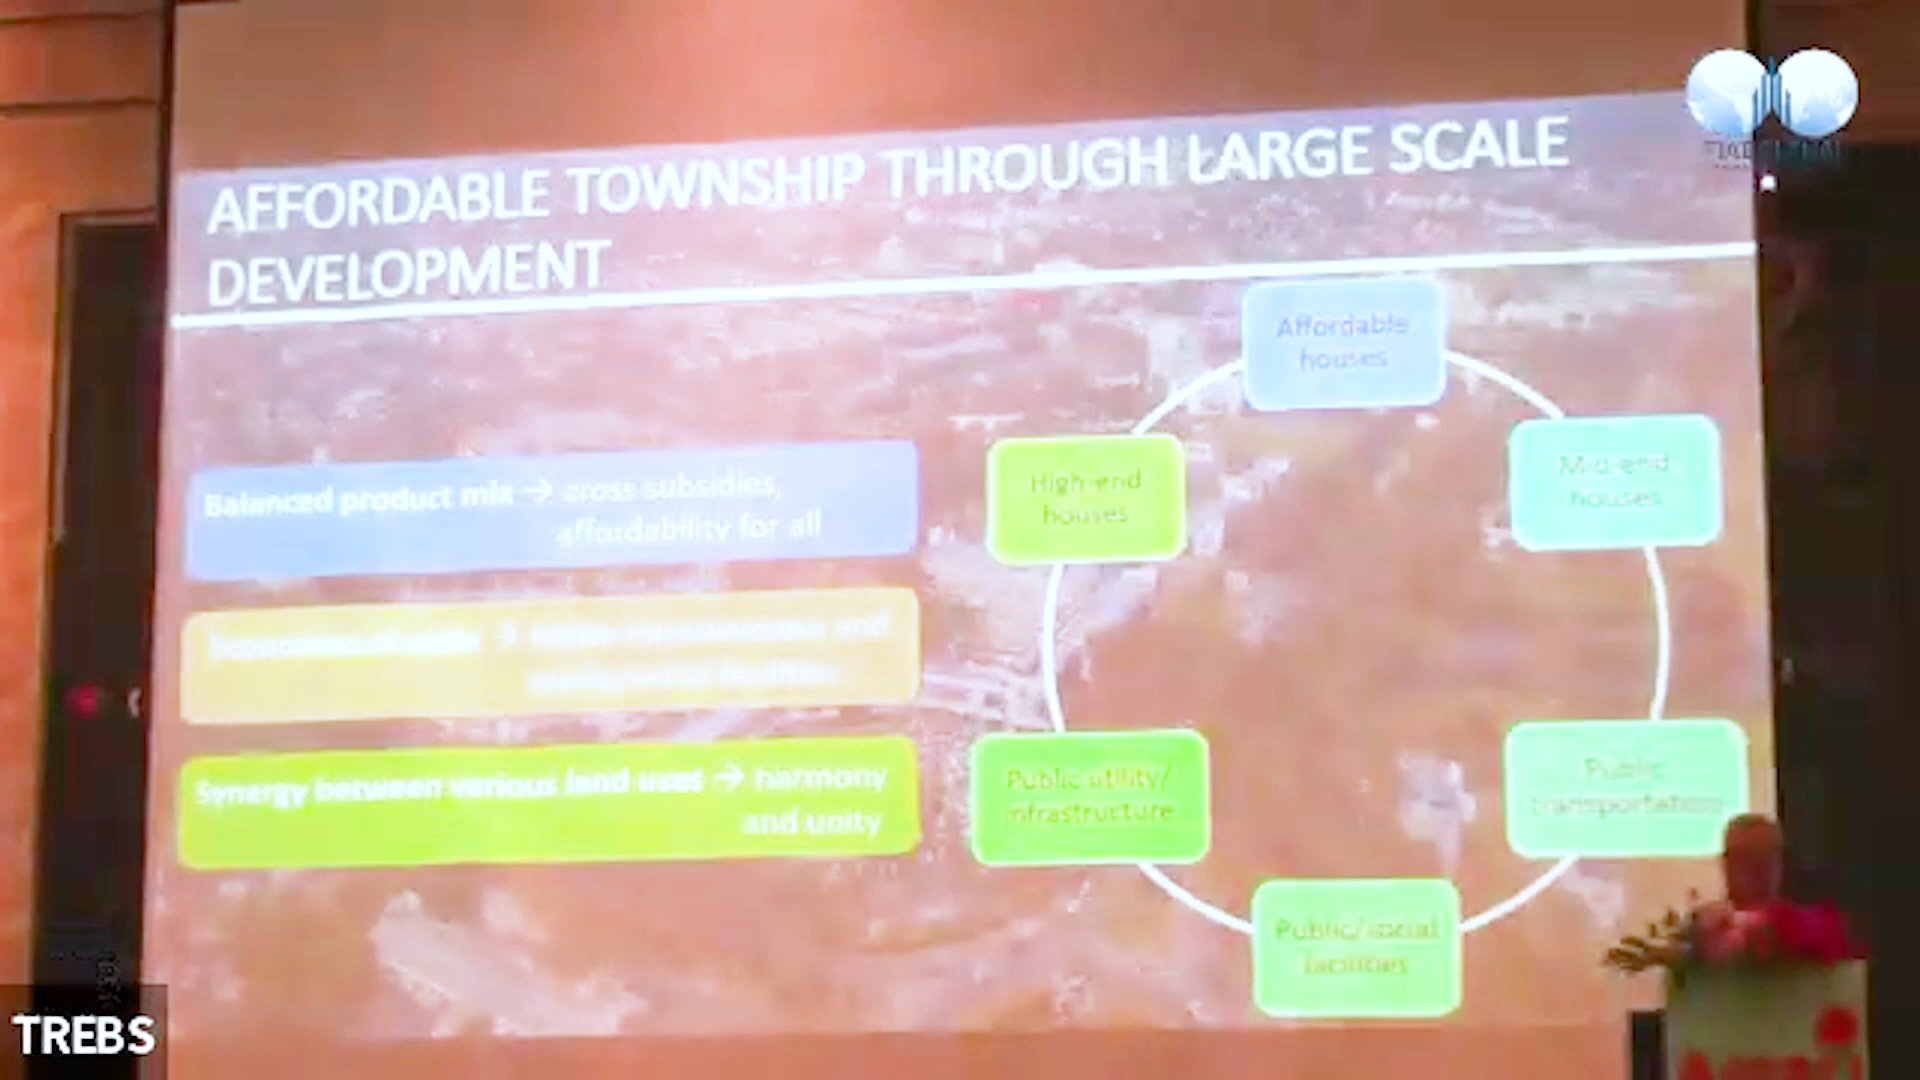 AFFORDABLE TOWNSHIP THROUGH LARGE SCALE
DEVELOPMENT
Affordable
houses
High-end
houses
Mid-end
houses
Balanced product mix → cross subsidies,
affordability for all
and
Synergy between various land uses → harmony
and unity
Public utility/
infrastructure
Public
transportation
Public/social
facilities
TREBS